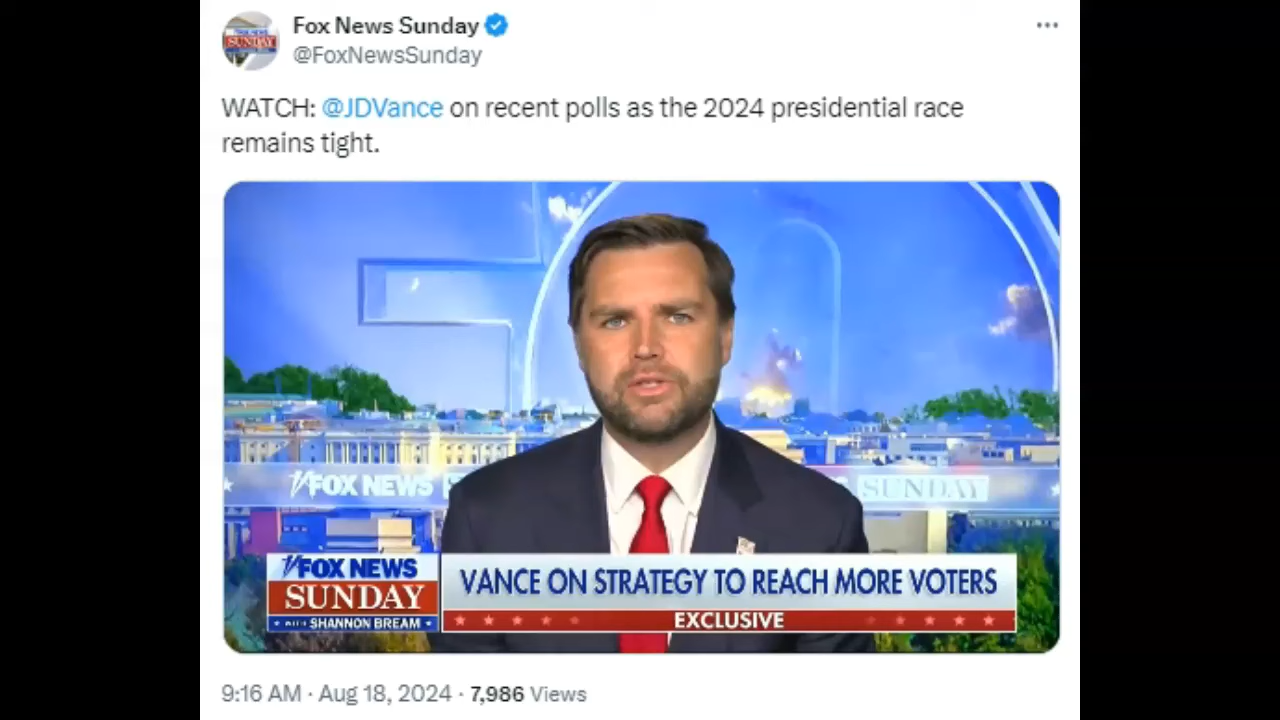 Fox News Sunday
@FoxNewsSunday
WATCH: @JDVance on recent polls as the 2024 presidential race
remains tight.
FOX NEWS
SUNDAY
FOX NEWS
SUNDAY
WITH SHANNON BREAM
VANCE ON STRATEGY TO REACH MORE VOTERS
EXCLUSIVE
9:16 AM · Aug 18, 2024 · 7,986 Views